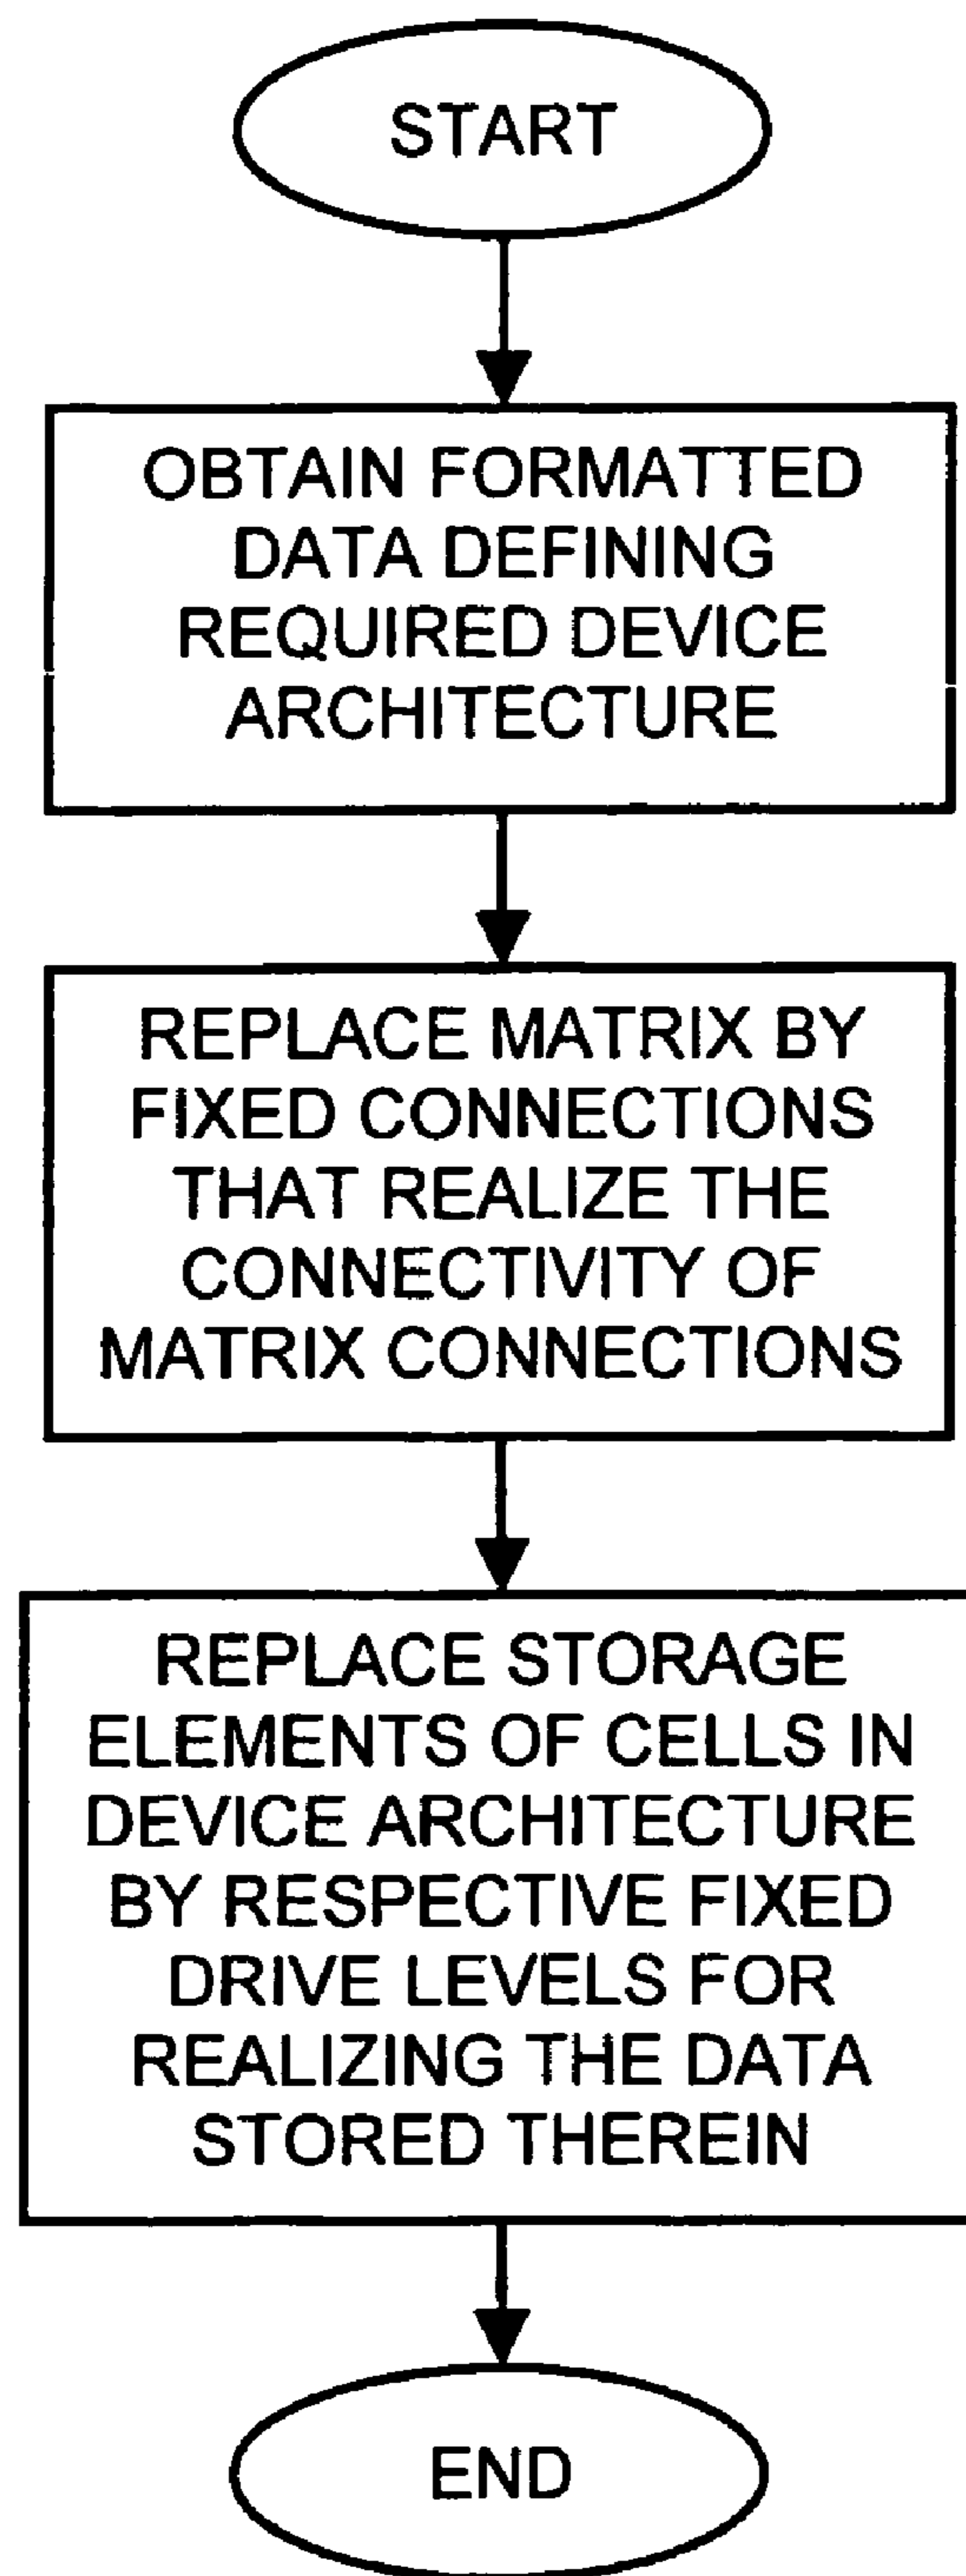 START
OBTAIN FORMATTED
DATA DEFINING
REQUIRED DEVICE
ARCHITECTURE
REPLACE MATRIX BY
FIXED CONNECTIONS
THAT REALIZE THE
CONNECTIVITY OF
MATRIX CONNECTIONS
REPLACE STORAGE
ELEMENTS OF CELLS IN
DEVICE ARCHITECTURE
BY RESPECTIVE FIXED
DRIVE LEVELS FOR
REALIZING THE DATA
STORED THEREIN
END